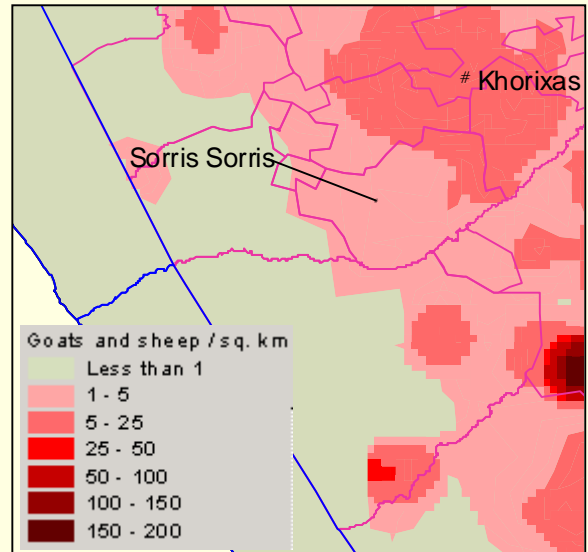 # Khorixas
Sorris Sorris
Goats and sheep / sq. km
Less than 1
1 - 5
5 - 25
25 - 50
50 - 100
100 - 150
150 - 200